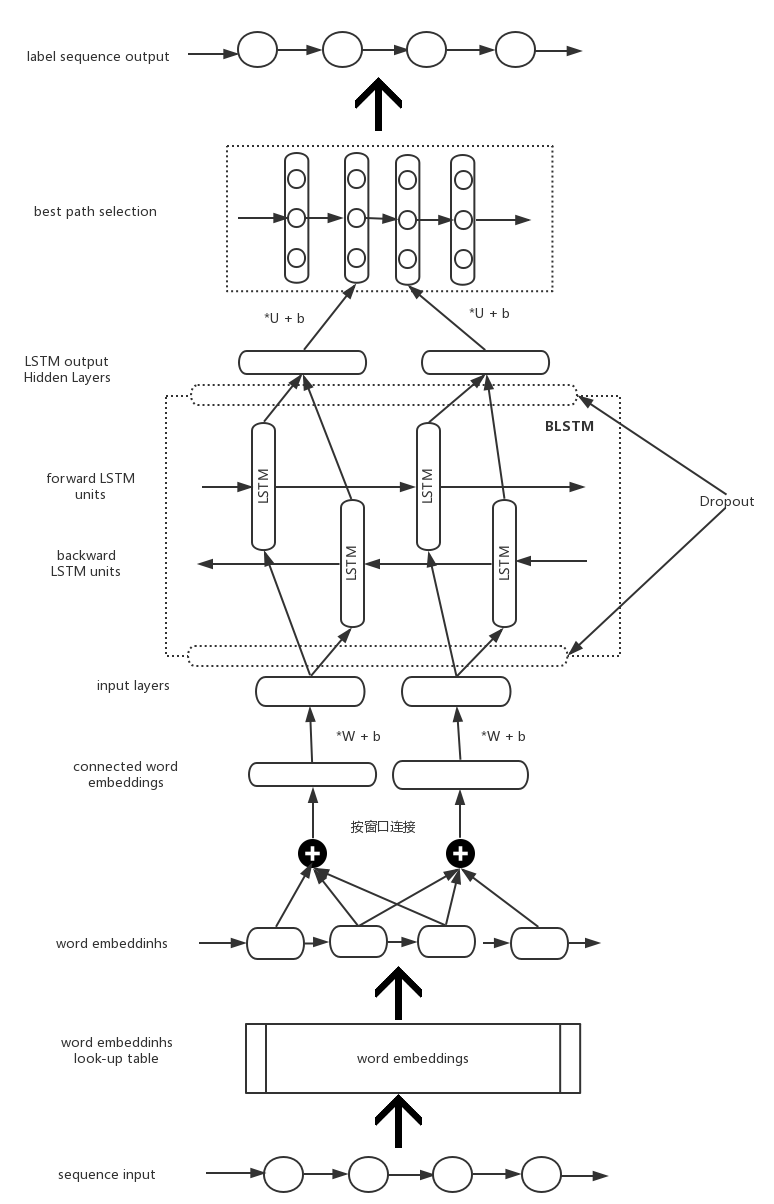 label sequence output
best path selection
*U + b
*U + b
LSTM output
Hidden Layers
BLSTM
forward LSTM
units
LSTM
LSTM
Dropout
backward
LSTM units
LSTM
LSTM
input layers
*W + b
*W + b
connected word
embeddings
按窗口连接
word embeddinhs
word embeddinhs
look-up table
word embeddings
sequence input